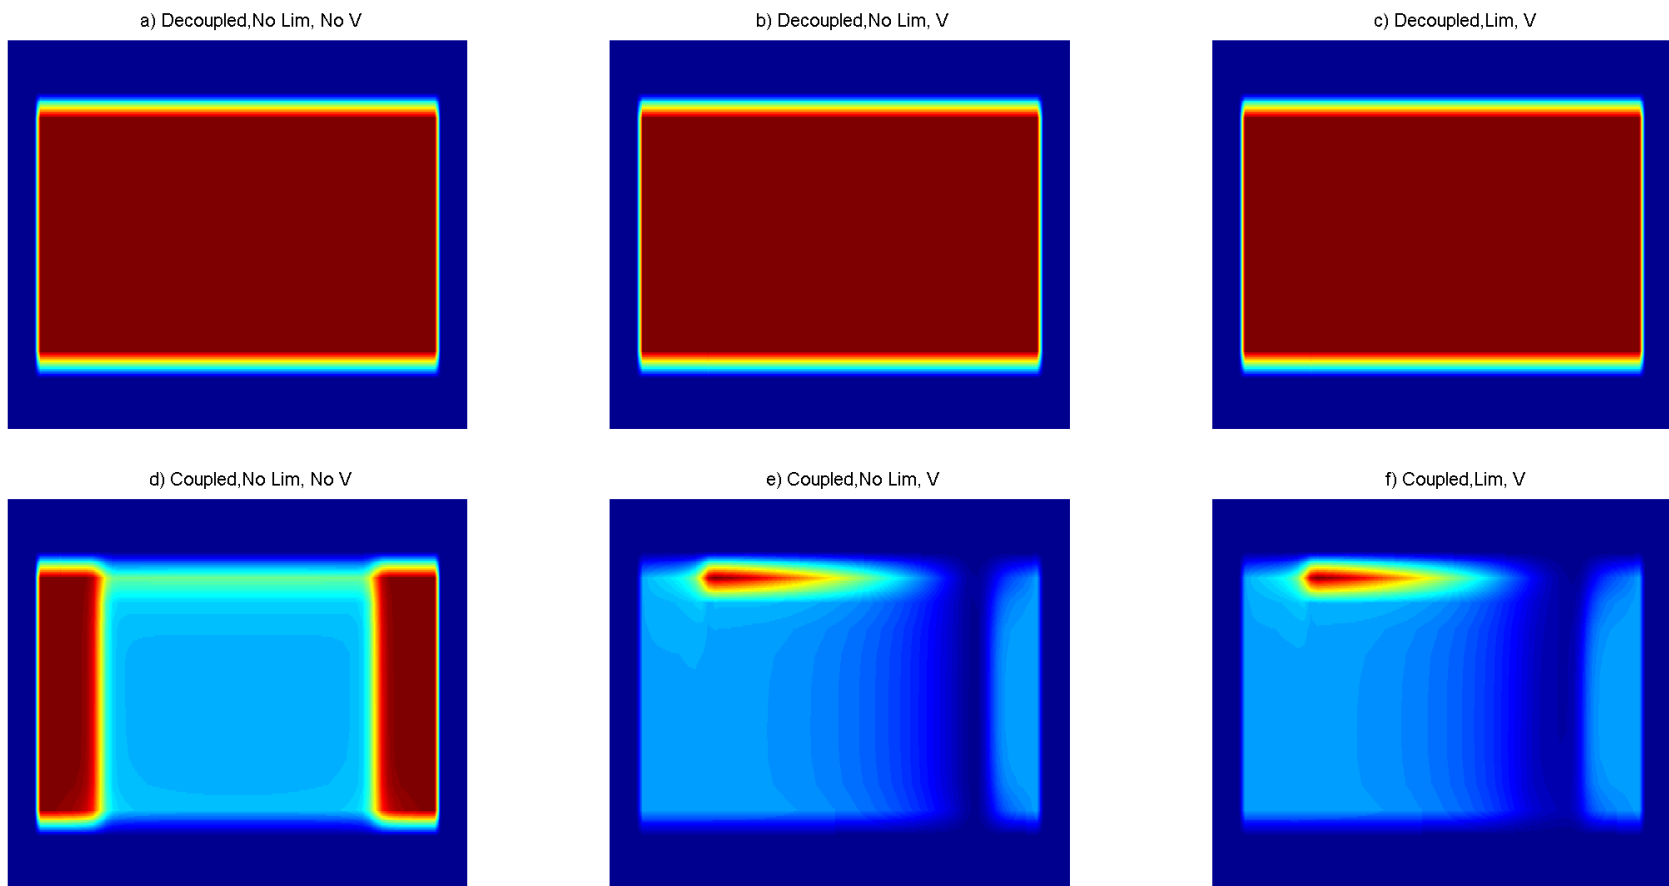 a) Decoupled,No Lim, No V
b) Decoupled,No Lim, V
c) Decoupled,Lim, V
d) Coupled,No Lim, No V
e) Coupled,No Lim, V
f) Coupled,Lim, V